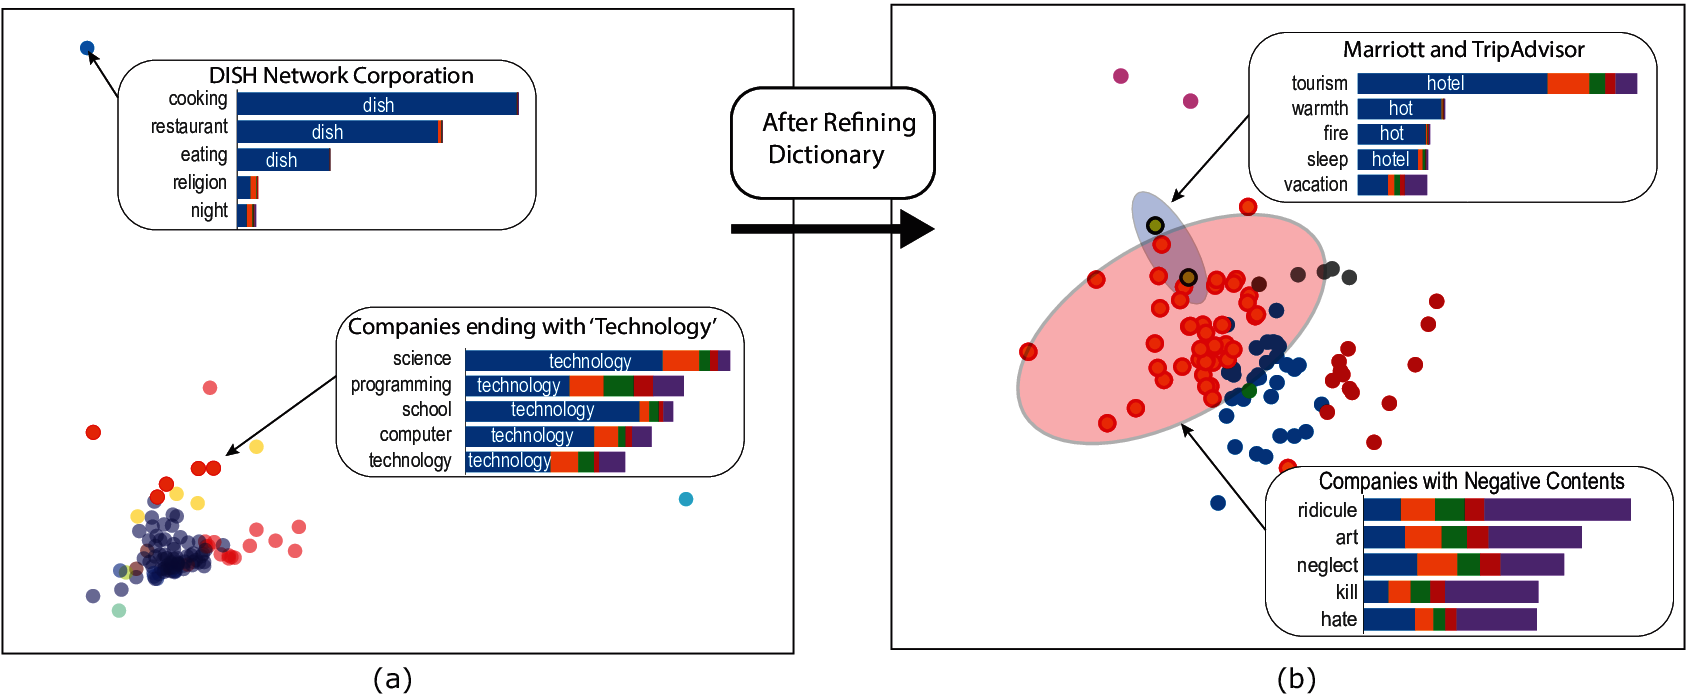 DISH Network Corporation
cooking dish
restaurant dish
eating dish
religion
night
Companies ending with ‘Technology’
science technology
programming technology
school technology
computer technology
technology technology
(a)
After Refining
Dictionary
Marriott and TripAdvisor
tourism hotel
warmth hot
fire hot
sleep hotel
vacation
Companies with Negative Contents
ridicule
art
neglect
kill
hate
(b)